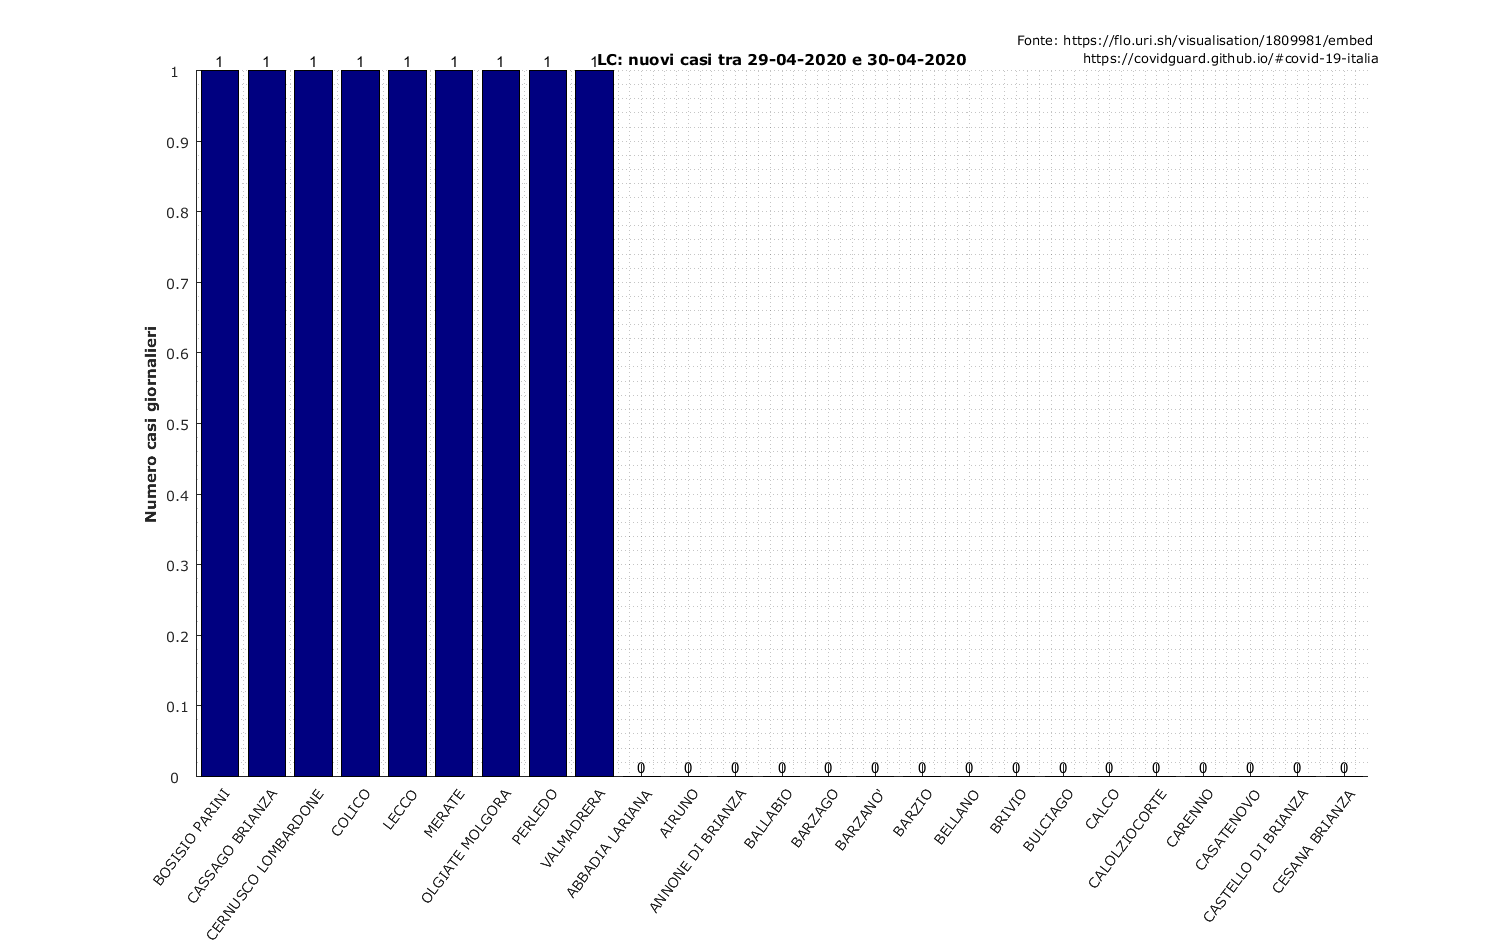 Fonte: https://flo.uri.sh/visualisation/1809981/embed
https://covidguard.github.io/#covid-19-italia
LC: nuovi casi tra 29-04-2020 e 30-04-2020
1 1 1 1 1 1 1 1 1
Numero casi giornalieri
1
0.9
0.8
0.7
0.6
0.5
0.4
0.3
0.2
0.1
0
0 0 0 0 0 0 0 0 0 0 0 0 0 0 0 0
BOSISIO PARINI
CASSAGO BRIANZA
CERNUSCO LOMBARDONE
COLICO
LECCO
MERATE
OLGIATE MOLGORA
PERLEDO
VALMADRERA
ABBADIA LARIANA
AIRUNO
ANNONE DI BRIANZA
BALLABIO
BARZAGO
BARZANO'
BARZIO
BELLANO
BRIVIO
BULCIAGO
CALCO
CALOLZIOCORTE
CARENNO
CASATENOVO
CASTELLO DI BRIANZA
CESANA BRIANZA